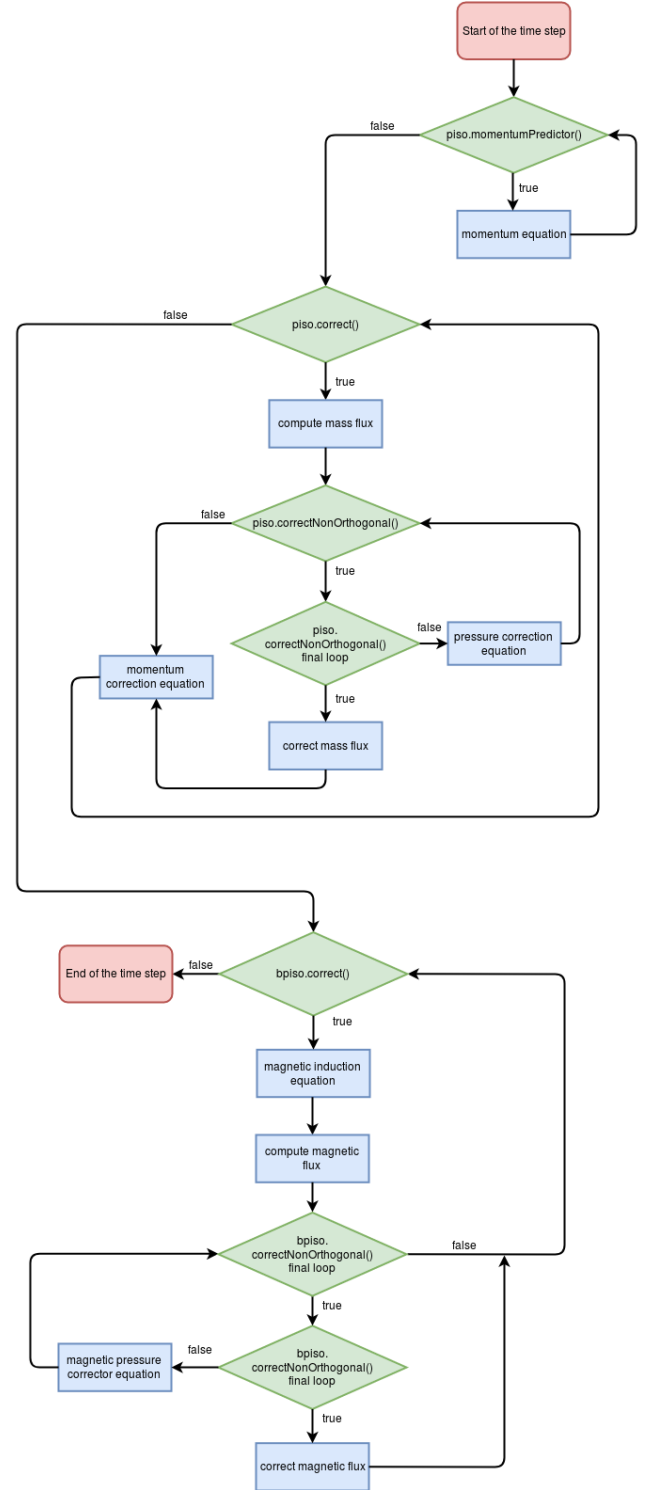 Start of the time step
piso.momentumPredictor()
false
true
momentum equation
piso.correct()
false
true
compute mass flux
piso.correctNonOrthogonal()
false
true
piso.
correctNonOrthogonal()
final loop
false
pressure correction
equation
true
momentum
correction equation
correct mass flux
bpiso.correct()
false
End of the time step
true
magnetic induction
equation
compute magnetic
flux
bpiso.
correctNonOrthogonal()
final loop
false
true
bpiso.
correctNonOrthogonal()
final loop
false
magnetic pressure
corrector equation
true
correct magnetic flux